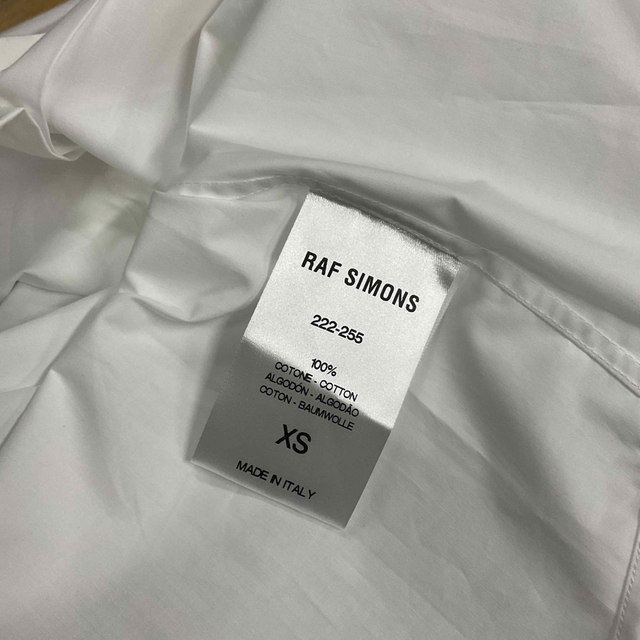 RAF SIMONS
222-255
100%
COTONE - COTTON
ALGODÓN - ALGODÃO
COTON - BAUMWOLLE
XS
MADE IN ITALY